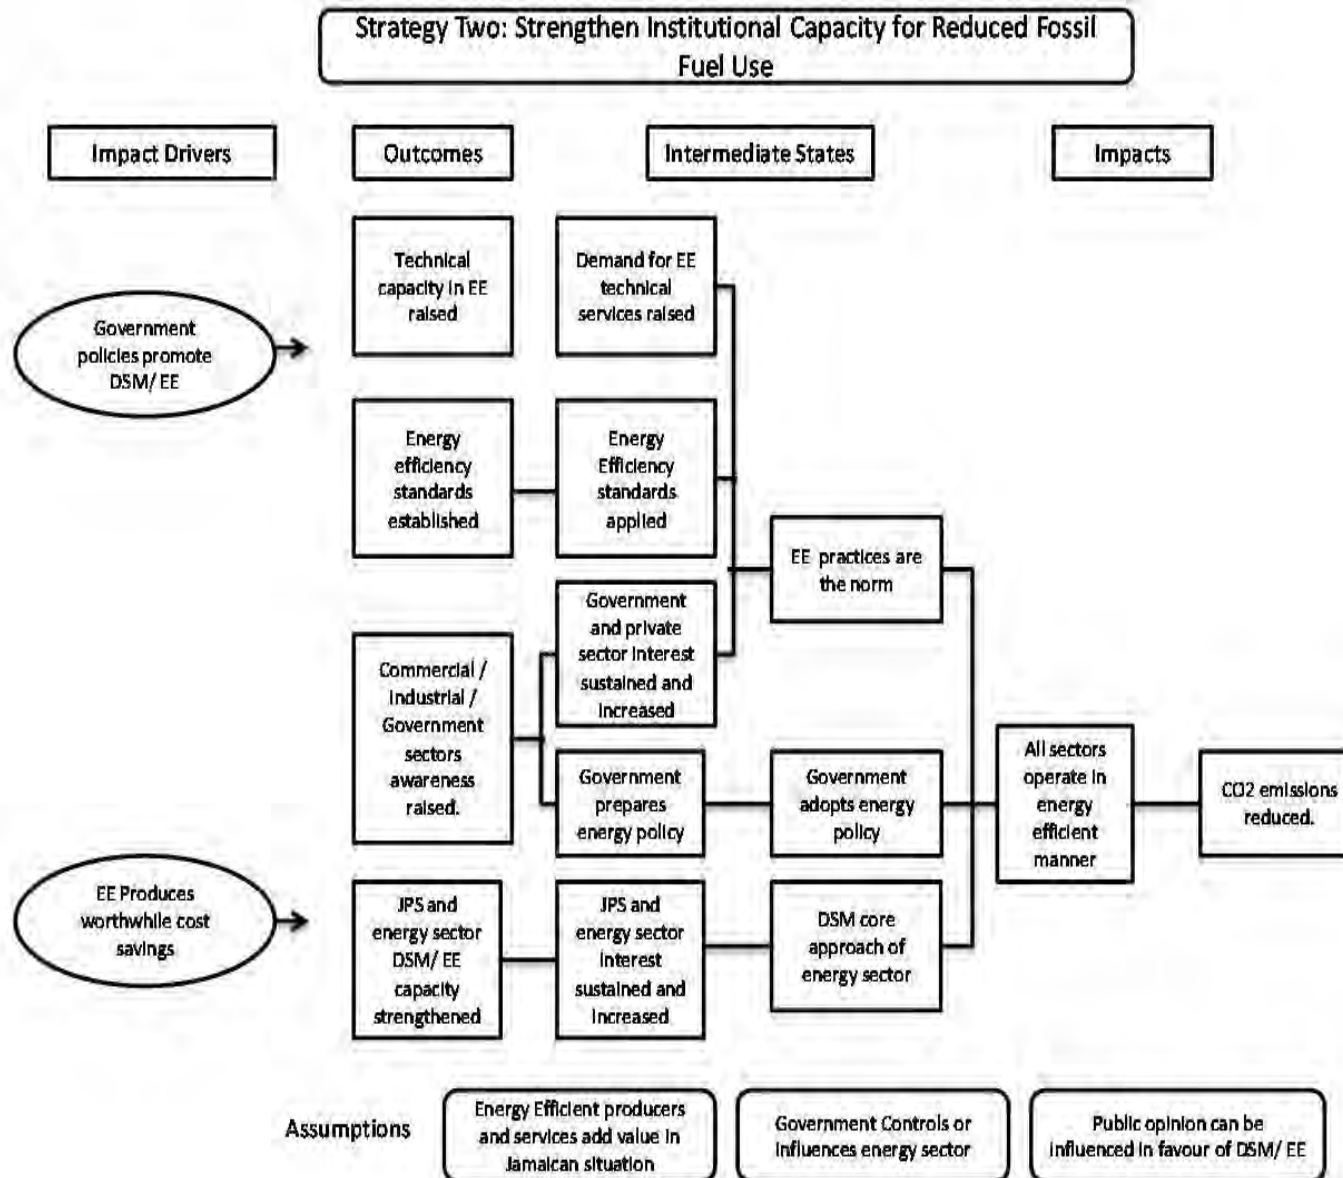 Strategy Two: Strengthen Institutional Capacity for Reduced Fossil
Fuel Use
Impact Drivers
Outcomes
Intermediate States
Impacts
Government
policies promote
DSM/ EE
EE Produces
worthwhile cost
savings
Technical
capacity in EE
raised
Demand for EE
technical
services raised
Energy
efficiency
standards
established
Energy
Efficiency
standards
applied
Commercial /
Industrial /
Government
sectors
awareness
raised.
Government
and private
sector interest
sustained and
increased
EE practices are
the norm
Government
prepares
energy policy
Government
adopts energy
policy
JPS and
energy sector
DSM/ EE
capacity
strengthened
JPS and
energy sector
interest
sustained and
increased
DSM core
approach of
energy sector
All sectors
operate in
energy
efficient
manner
CO2 emissions
reduced.
Assumptions
Energy Efficient producers
and services add value in
Jamaican situation
Government Controls or
influences energy sector
Public opinion can be
influenced in favour of DSM/ EE